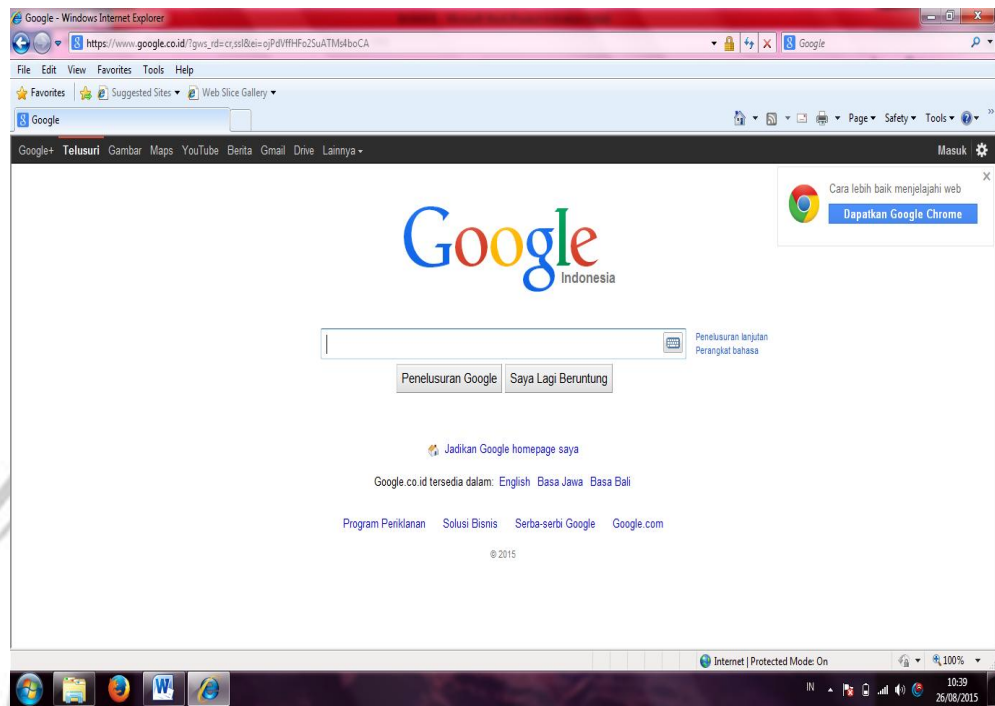 Google - Windows Internet Explorer
https://www.google.co.id/?gws_rd=cr,ssl&ei=ojPdVffHFo2SuATMs4boCA
Google
File Edit View Favorites Tools Help
Favorites Suggested Sites Web Slice Gallery
Google
Page Safety Tools
Google+ Telusuri Gambar Maps YouTube Berita Gmail Drive Lainnya
Masuk
Cara lebih baik menjelajahi web
Dapatkan Google Chrome
Google
Indonesia
Penelusuran lanjutan
Perangkat bahasa
Penelusuran Google Saya Lagi Beruntung
Jadikan Google homepage saya
Google.co.id tersedia dalam: English Basa Jawa Basa Bali
Program Periklanan Solusi Bisnis Serba-serbi Google Google.com
© 2015
Internet | Protected Mode: On
100%
IN
10:39
26/08/2015